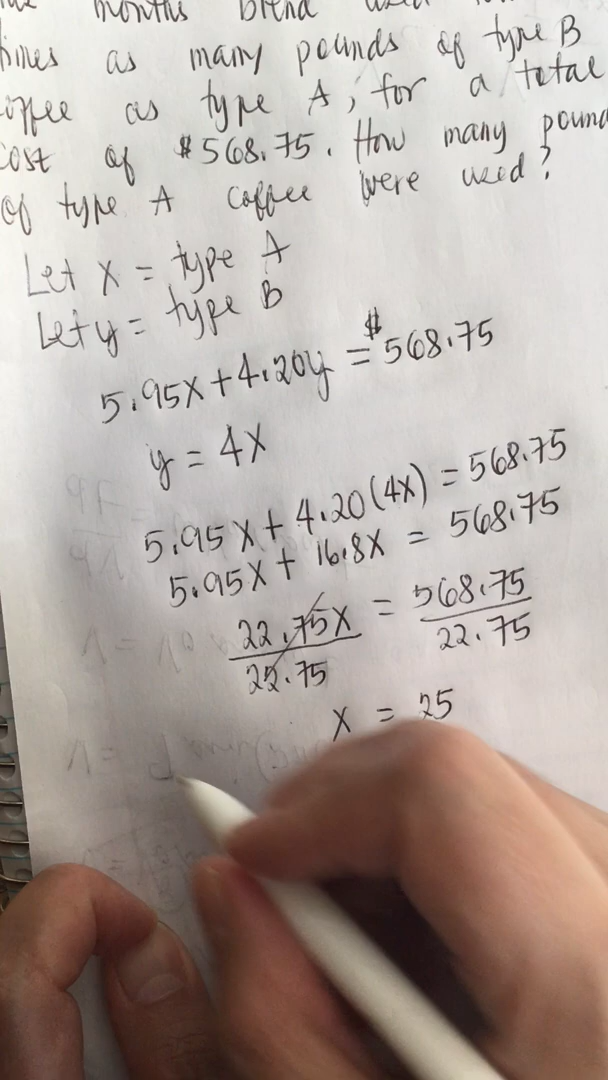 months blend used
times as many pounds of type B
coffee as type A, for a total
cost of $568.75. How many pound
of type A coffee were used?
Let x = type A
Let y = type B
5.95x + 4.20y = $568.75
y = 4x
5.95x + 4.20(4x) = 568.75
5.95x + 16.8x = 568.75
22.75x = 568.75
22.75 22.75
x = 25